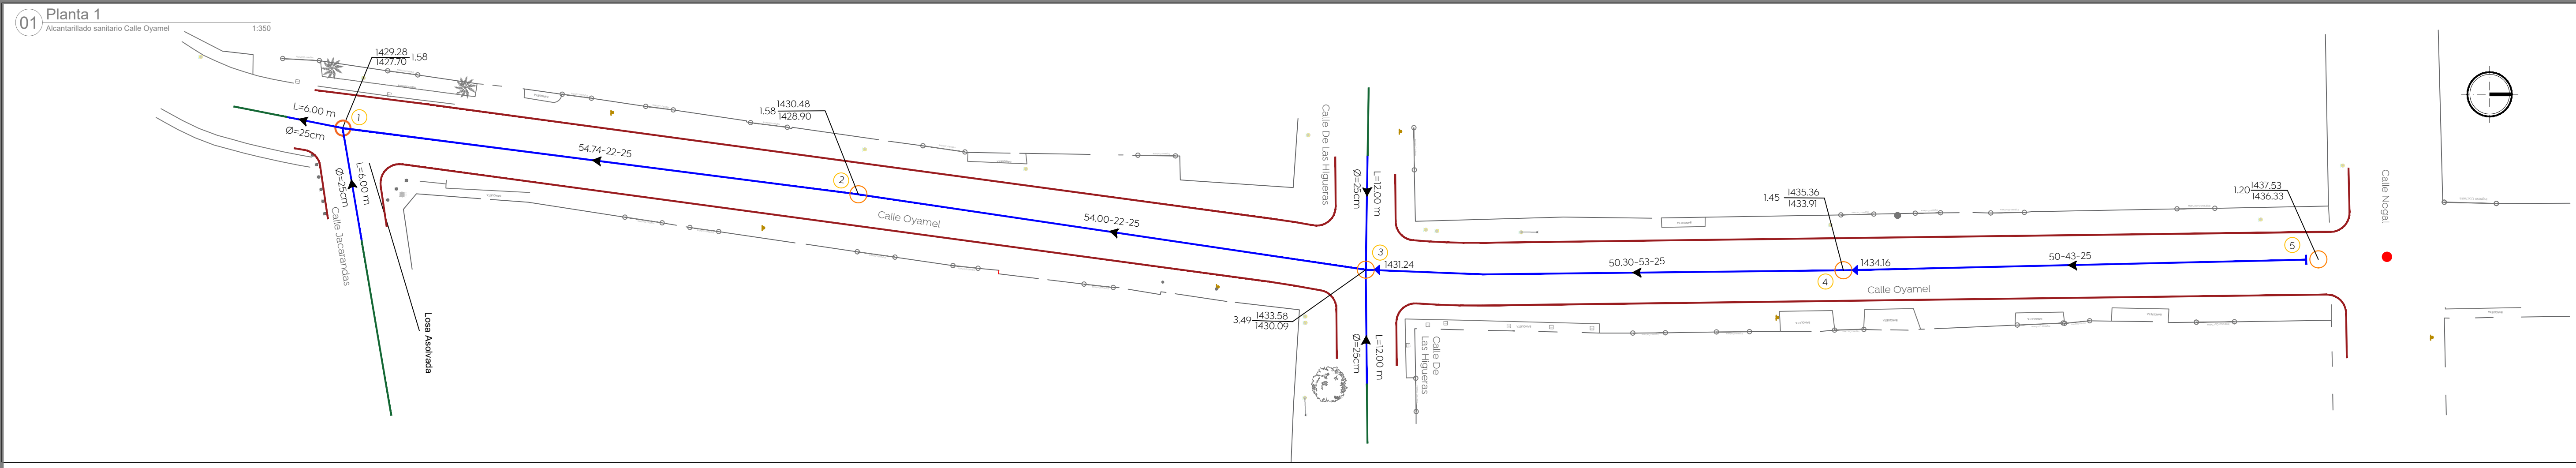 01
Planta 1
Alcantarillado sanitario Calle Oyamel
1:350
1429.28
1427.70
1.58
L=6.00 m
Ø=25cm
1
54.74-22-25
L=6.00 m
Ø=25cm
Calle Jacarandas
Losa Asolvada
1430.48
1.58
1428.90
2
Calle Oyamel
54.00-22-25
Calle De Las Higueras
L=12.00 m
Ø=25cm
3
1431.24
1433.58
3.49
1430.09
L=12.00 m
Ø=25cm
Calle De
Las Higueras
50.30-53-25
1435.36
1.45
1433.91
4
1434.16
Calle Oyamel
50-43-25
1437.53
1.20
1436.33
5
Calle Nogal